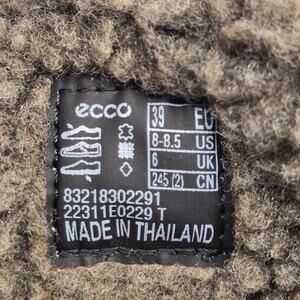 ecco
39 EU
8-8.5 US
6 UK
245 (2) CN
83218302291
22311E0229 T
MADE IN THAILAND